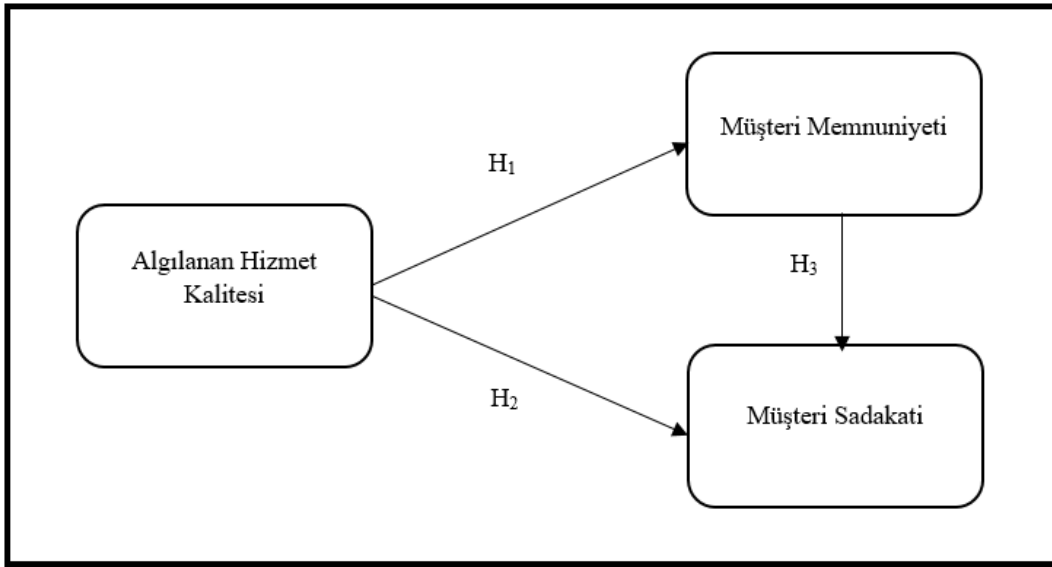 Müşteri Memnuniyeti
H₁
Algılanan Hizmet
Kalitesi
H₃
H₂
Müşteri Sadakati